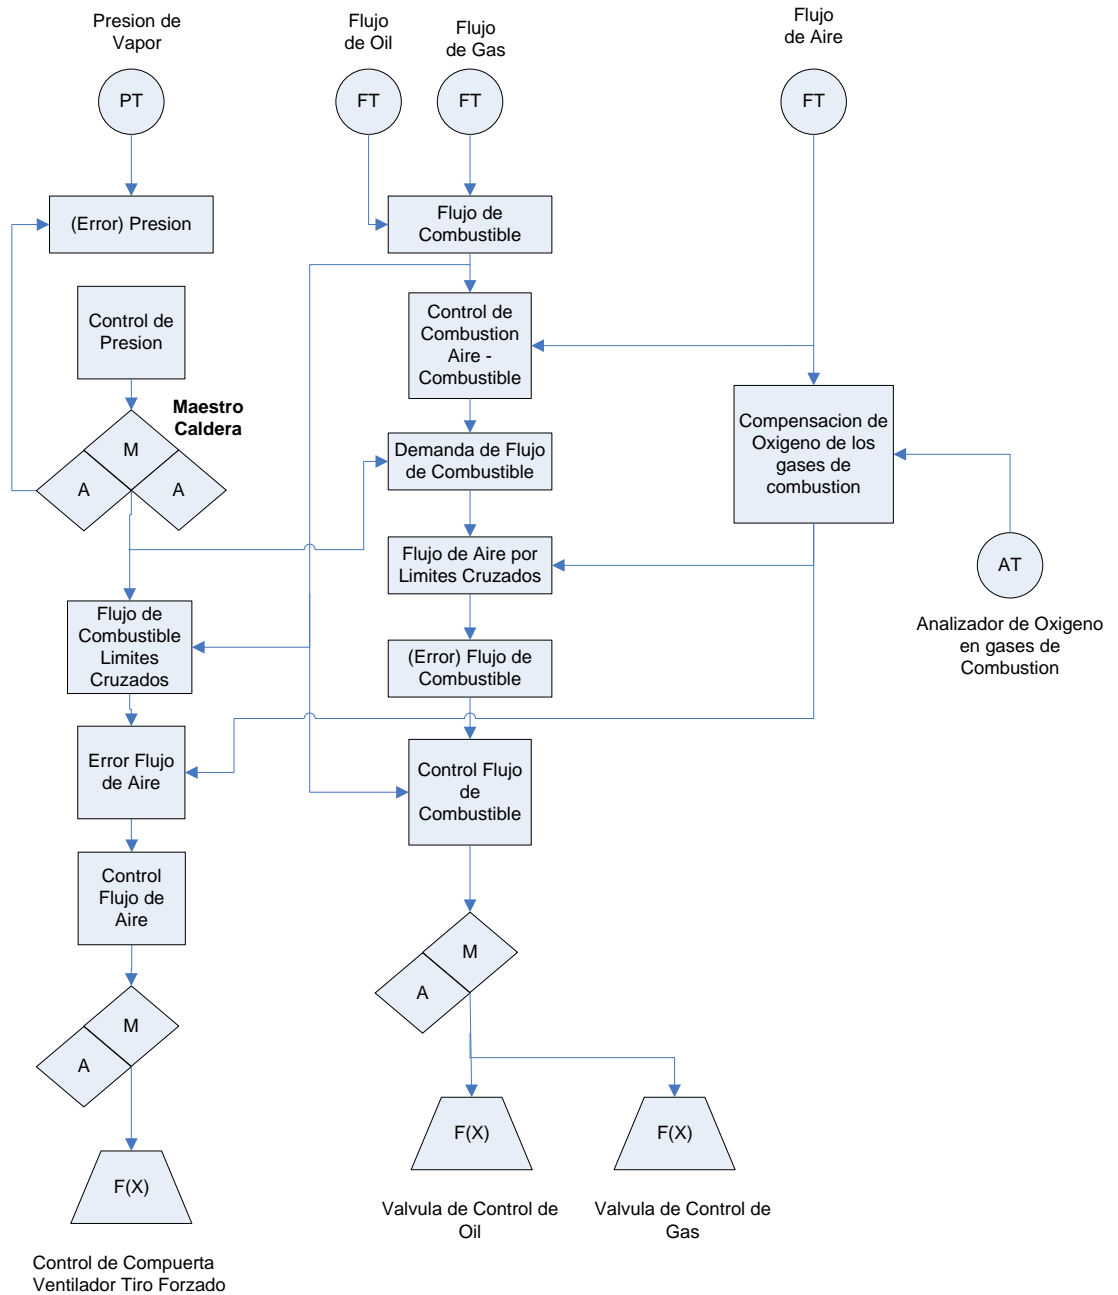 Presion de
Vapor
Flujo
de Oil
Flujo
de Gas
Flujo
de Aire
PT
FT
FT
FT
(Error) Presion
Flujo de
Combustible
Control de
Presion
Control de
Combustion
Aire -
Combustible
Maestro
Caldera
M
A
A
Demanda de Flujo
de Combustible
Compensacion de
Oxigeno de los
gases de
combustion
Flujo de Aire por
Limites Cruzados
AT
Analizador de Oxigeno
en gases de
Combustion
Flujo de
Combustible
Limites
Cruzados
(Error) Flujo de
Combustible
Error Flujo
de Aire
Control Flujo
de
Combustible
Control
Flujo de
Aire
M
A
M
A
F(X)
F(X)
F(X)
Valvula de Control de
Oil
Valvula de Control de
Gas
Control de Compuerta
Ventilador Tiro Forzado